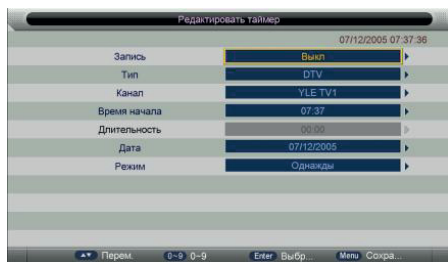 Редактировать таймер
07/12/2005 07:37:36
Запись Выкл
Тип DTV
Канал YLE TV1
Время начала 07:37
Длительность 00:00
Дата 07/12/2005
Режим Однажды
▲▼ Перем. 0~9 0~9 Enter Выбр... Menu Сохра...